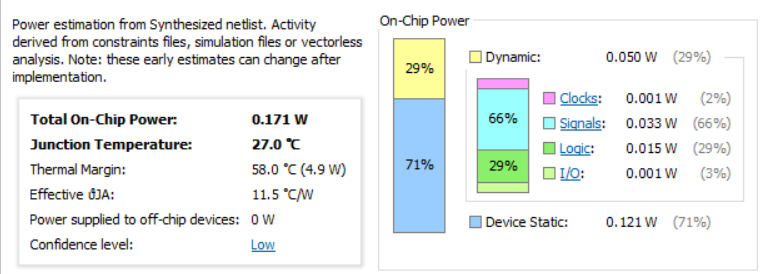 Power estimation from Synthesized netlist. Activity
derived from constraints files, simulation files or vectorless
analysis. Note: these early estimates can change after
implementation.
Total On-Chip Power: 0.171 W
Junction Temperature: 27.0 °C
Thermal Margin: 58.0 °C (4.9 W)
Effective ϑJA: 11.5 °C/W
Power supplied to off-chip devices: 0 W
Confidence level: Low
On-Chip Power
29%
71%
Dynamic: 0.050 W (29%)
66%
29%
Clocks: 0.001 W (2%)
Signals: 0.033 W (66%)
Logic: 0.015 W (29%)
I/O: 0.001 W (3%)
Device Static: 0.121 W (71%)